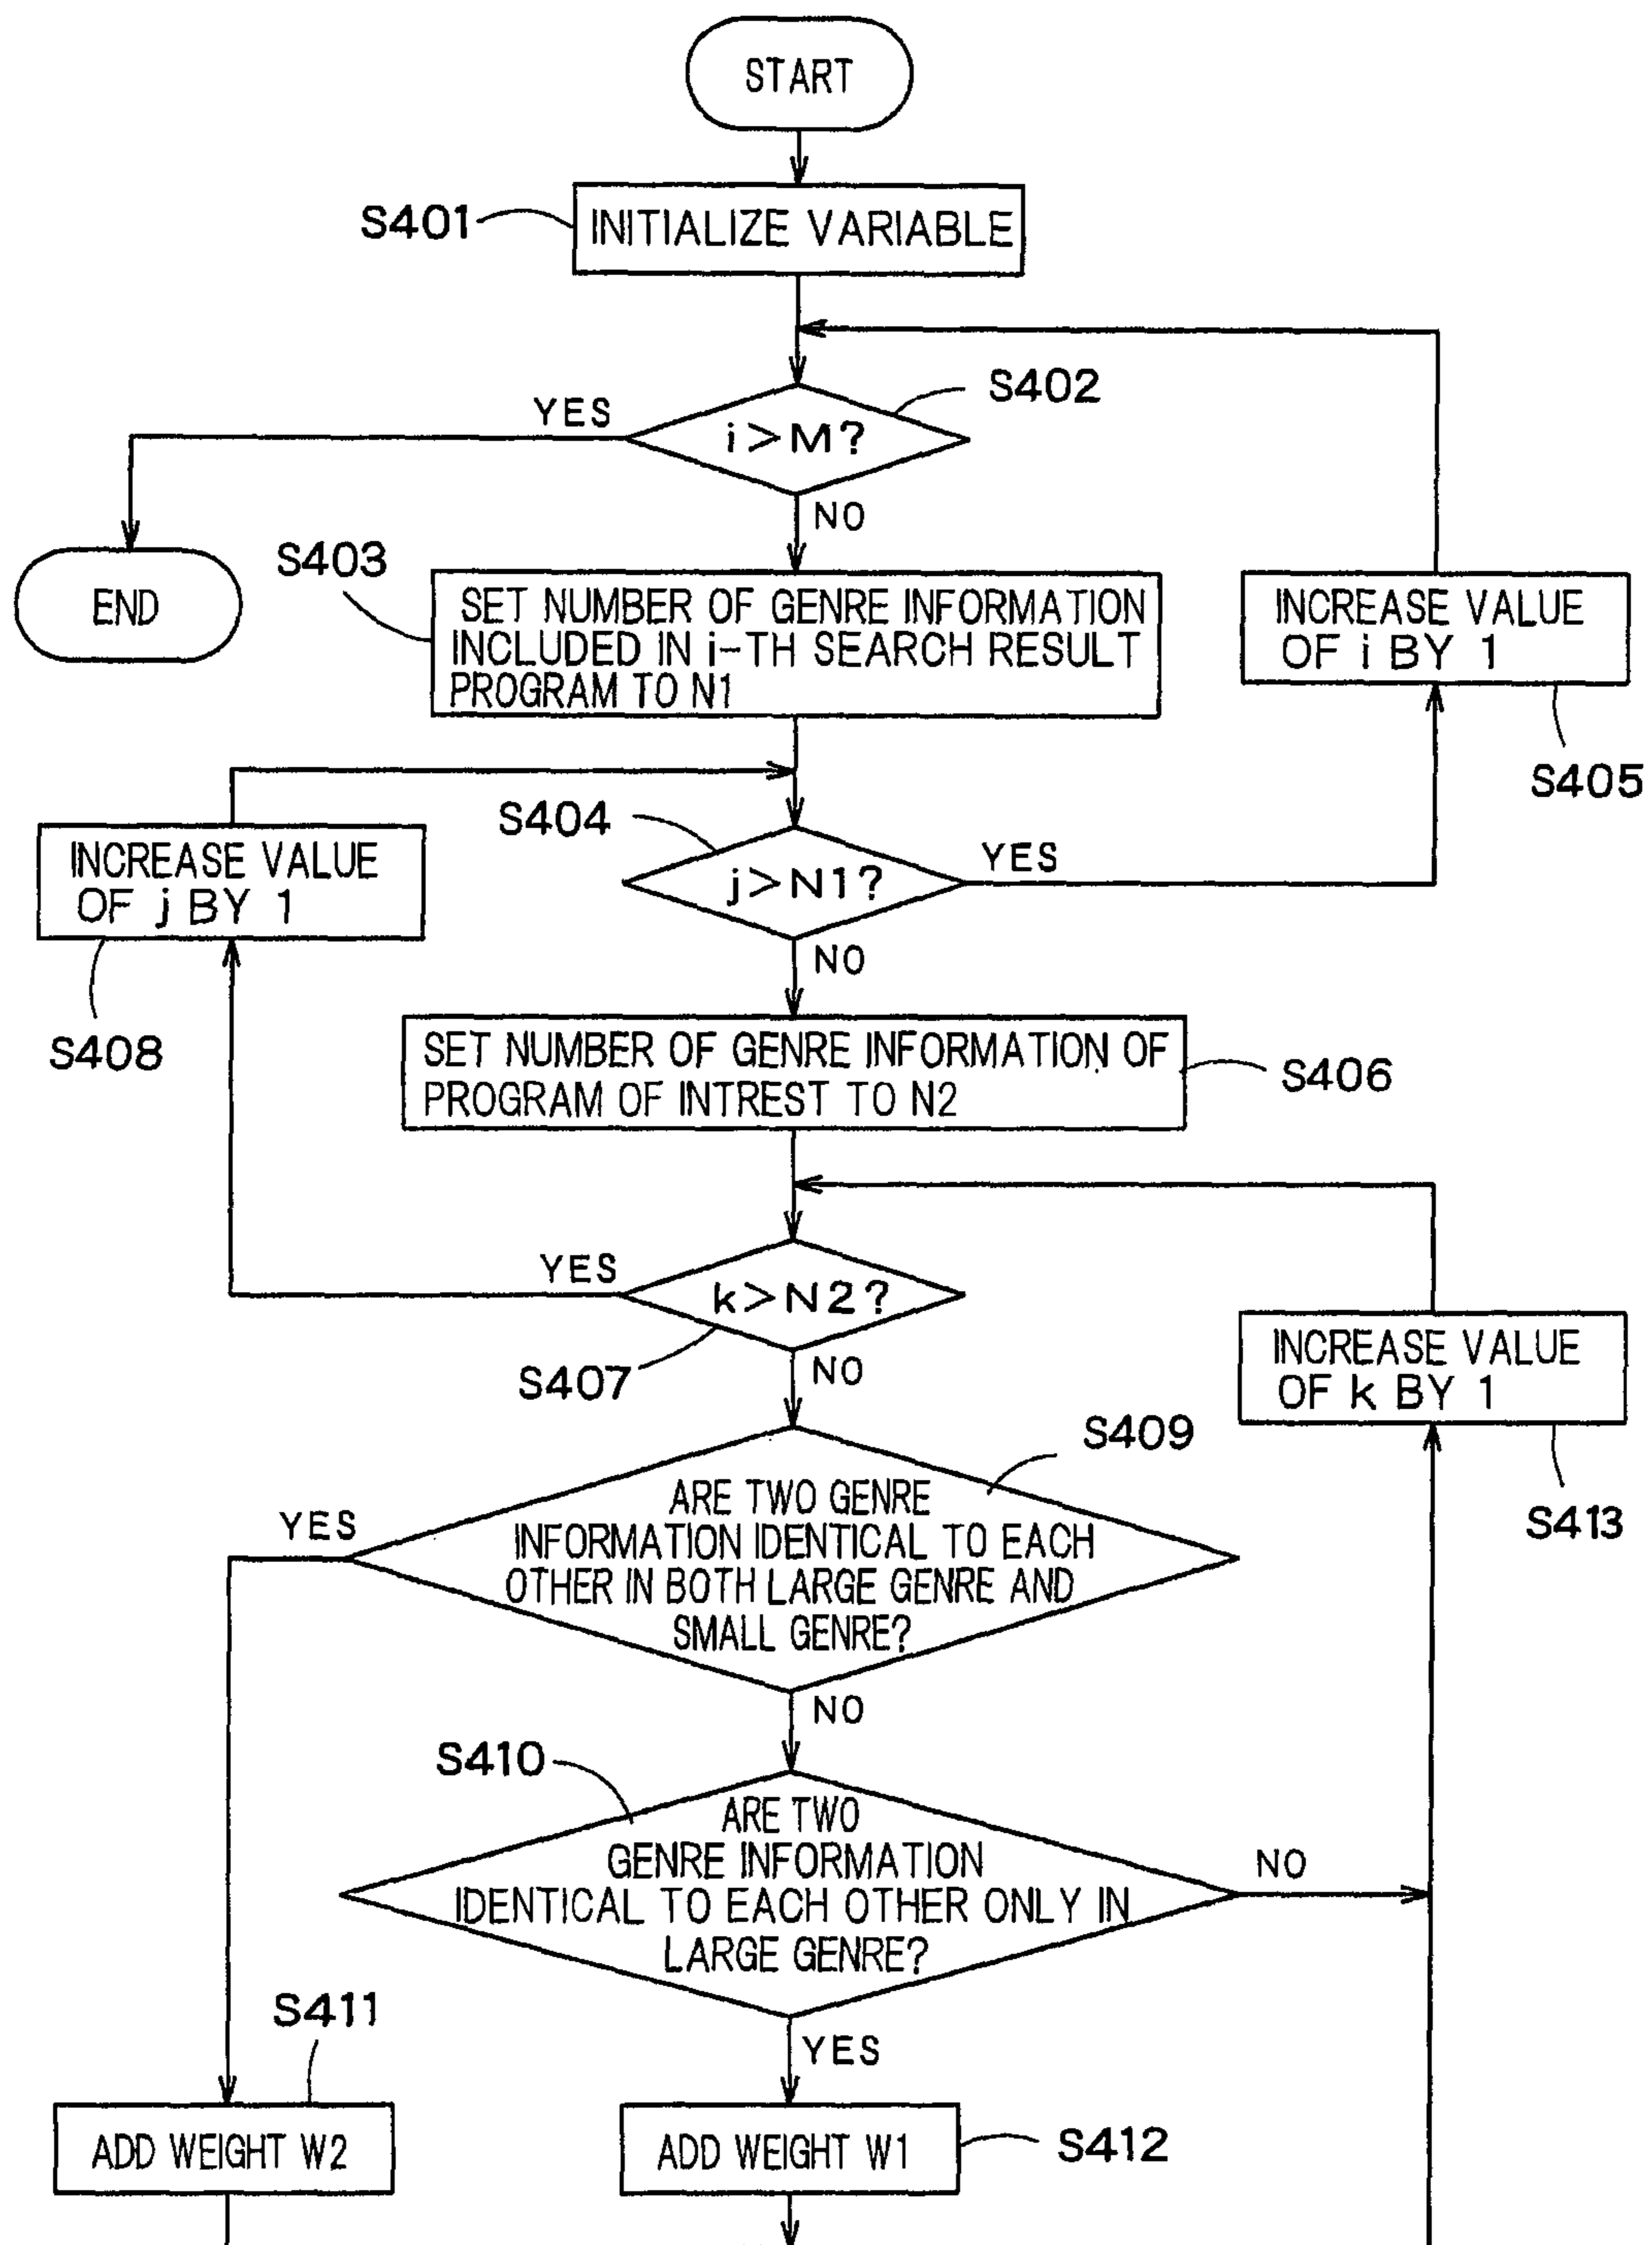 START
S401
INITIALIZE VARIABLE
S402
YES
i>M?
NO
S403
END
SET NUMBER OF GENRE INFORMATION
INCLUDED IN i-TH SEARCH RESULT
PROGRAM TO N1
INCREASE VALUE
OF i BY 1
S405
S404
INCREASE VALUE
OF j BY 1
j>N1?
YES
NO
S408
SET NUMBER OF GENRE INFORMATION OF
PROGRAM OF INTREST TO N2
S406
YES
k>N2?
S407
NO
INCREASE VALUE
OF k BY 1
S413
S409
YES
ARE TWO GENRE
INFORMATION IDENTICAL TO EACH
OTHER IN BOTH LARGE GENRE AND
SMALL GENRE?
NO
S410
ARE TWO
GENRE INFORMATION
IDENTICAL TO EACH OTHER ONLY IN
LARGE GENRE?
NO
S411
YES
ADD WEIGHT W2
ADD WEIGHT W1
S412